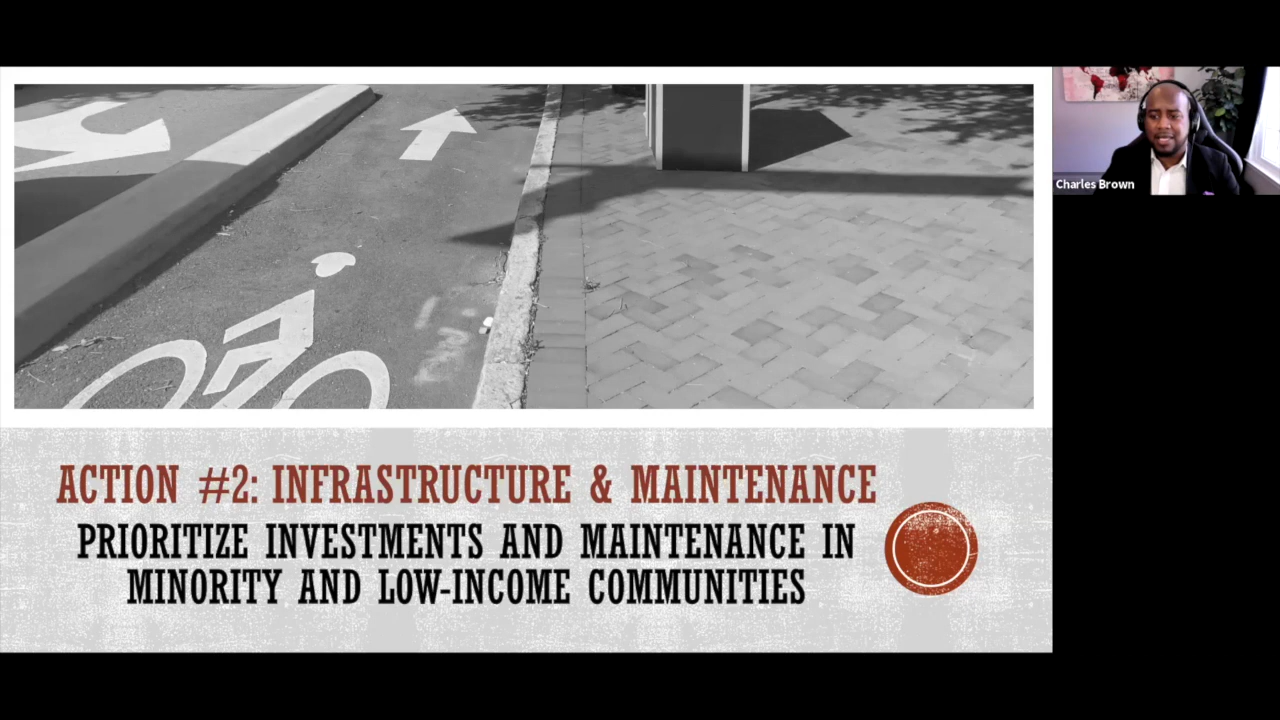 Charles Brown
ACTION #2: INFRASTRUCTURE & MAINTENANCE
PRIORITIZE INVESTMENTS AND MAINTENANCE IN
MINORITY AND LOW-INCOME COMMUNITIES